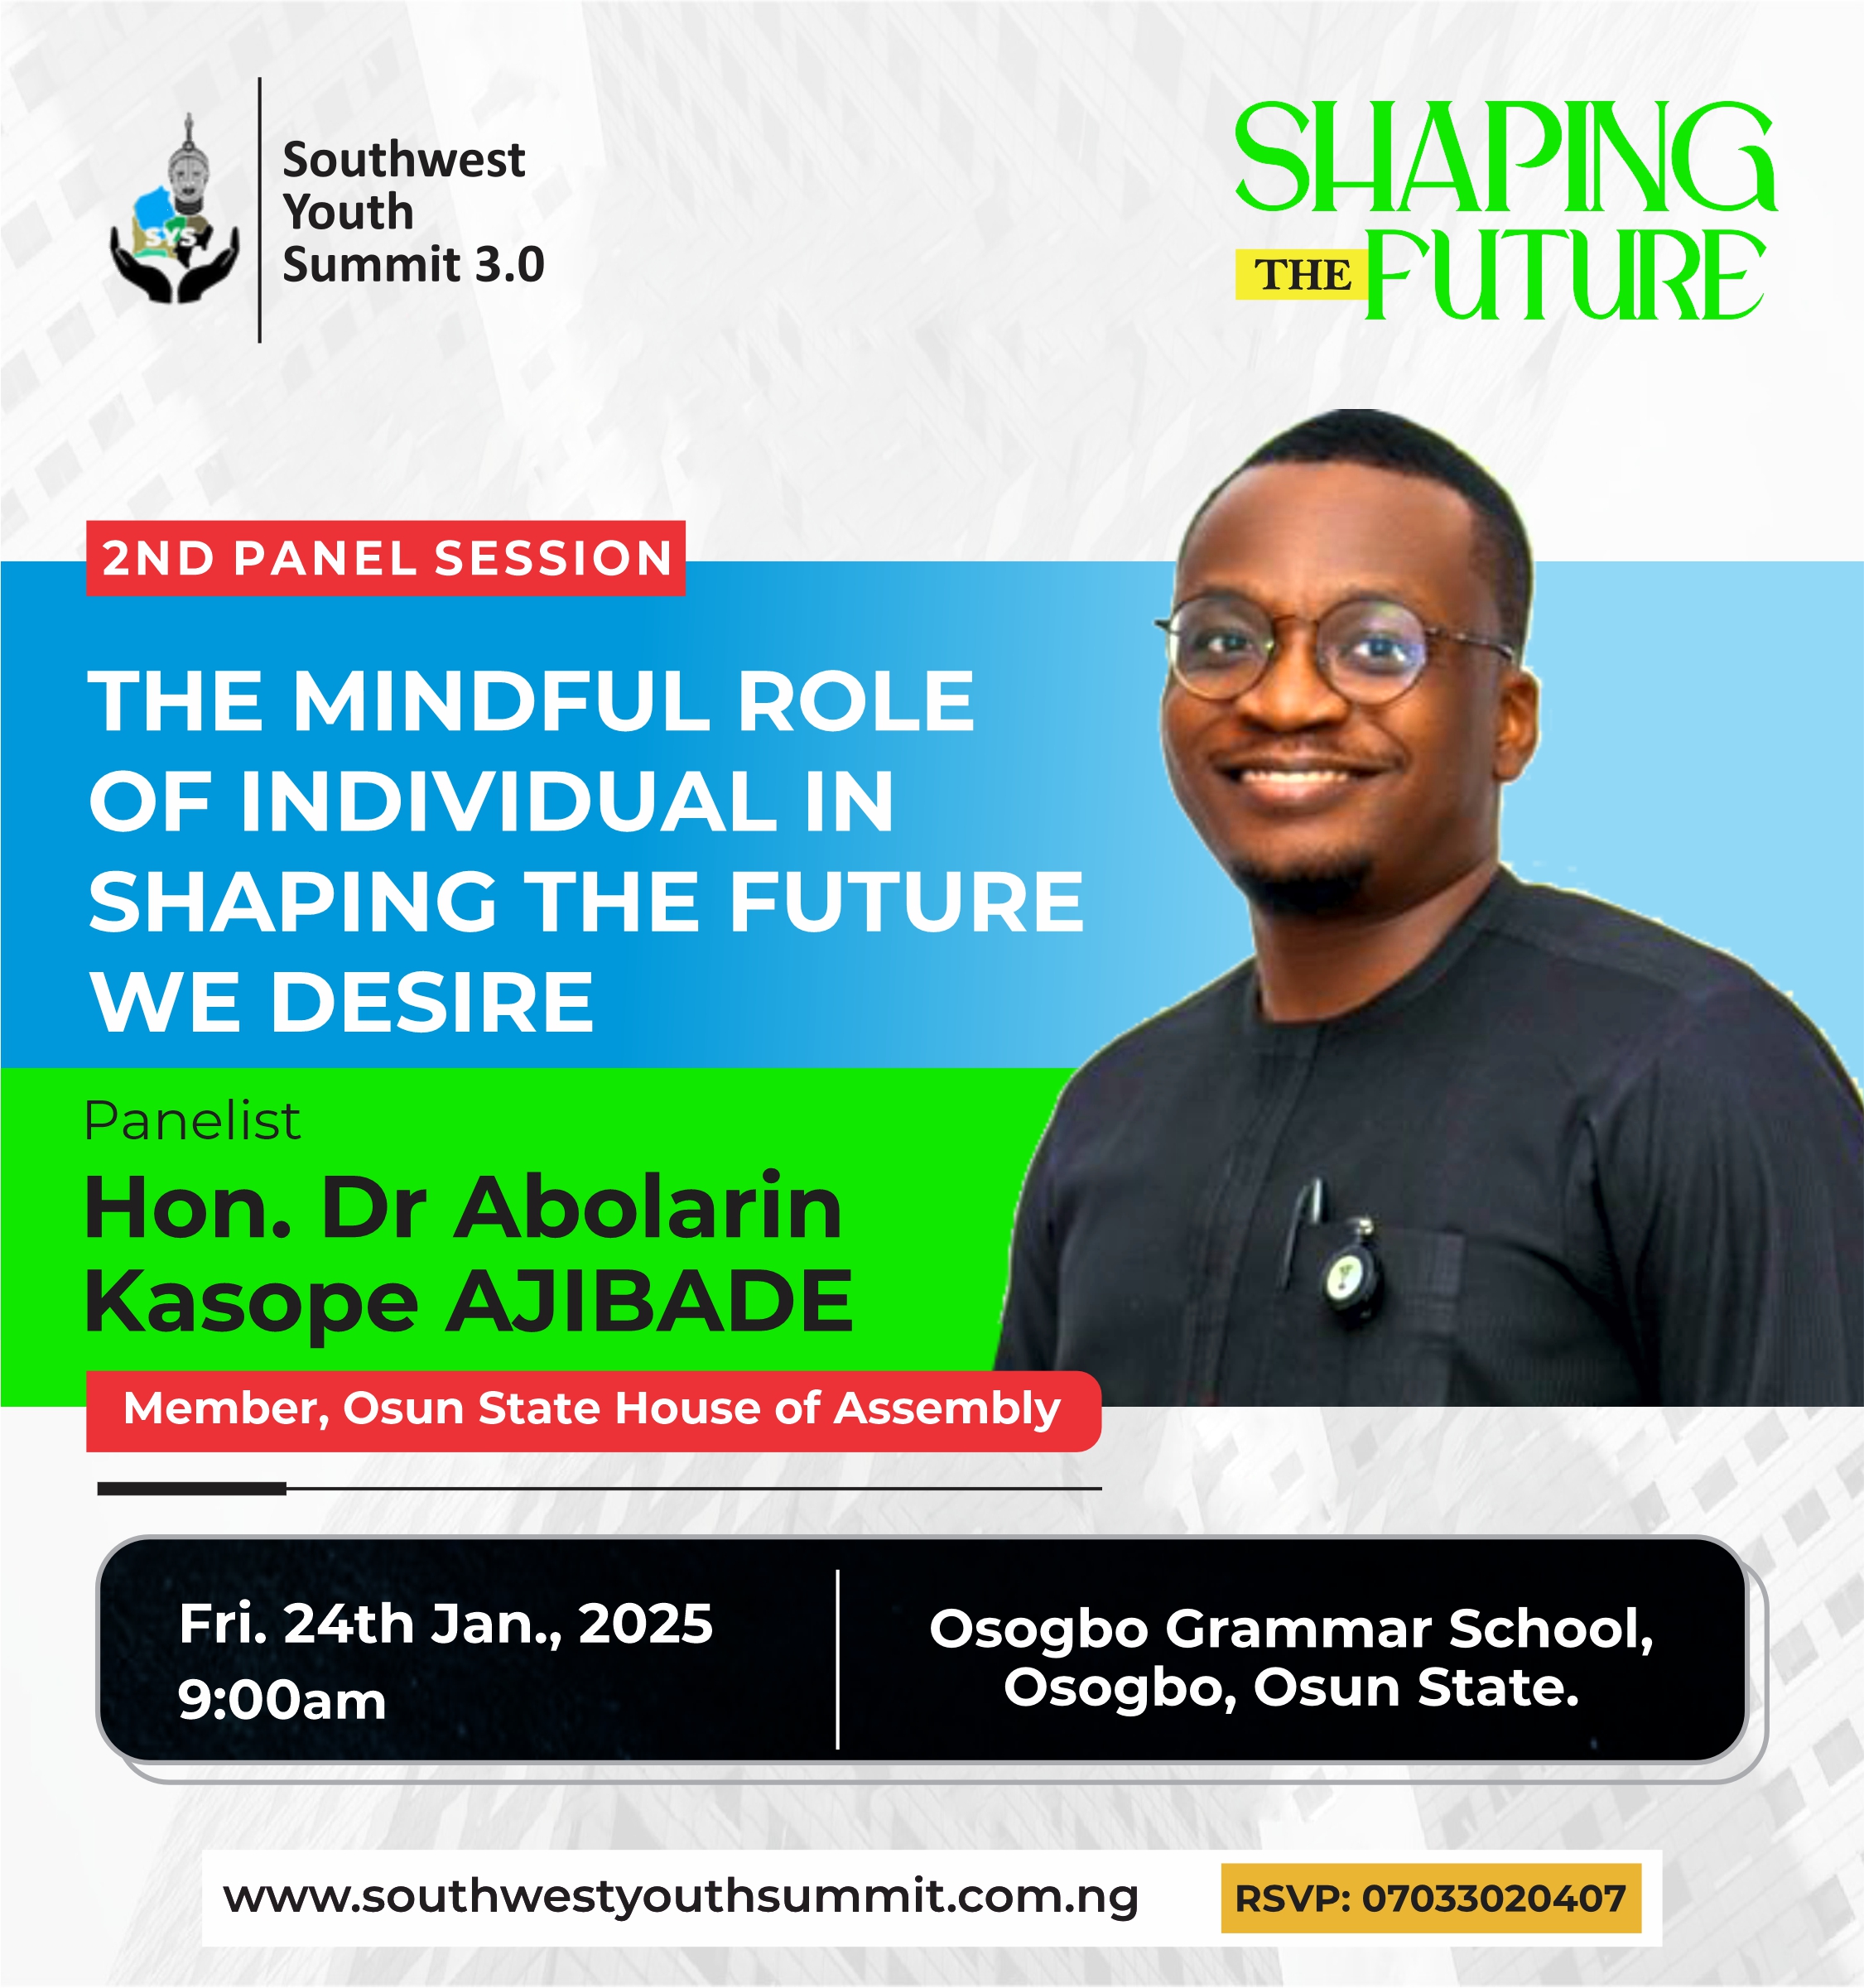 Southwest
Youth
Summit 3.0
SYS
SHAPING
THE FUTURE
2ND PANEL SESSION
THE MINDFUL ROLE
OF INDIVIDUAL IN
SHAPING THE FUTURE
WE DESIRE
Panelist
Hon. Dr Abolarin
Kasope AJIBADE
Member, Osun State House of Assembly
Fri. 24th Jan., 2025
9:00am
Osogbo Grammar School,
Osogbo, Osun State.
www.southwestyouthsummit.com.ng
RSVP: 07033020407